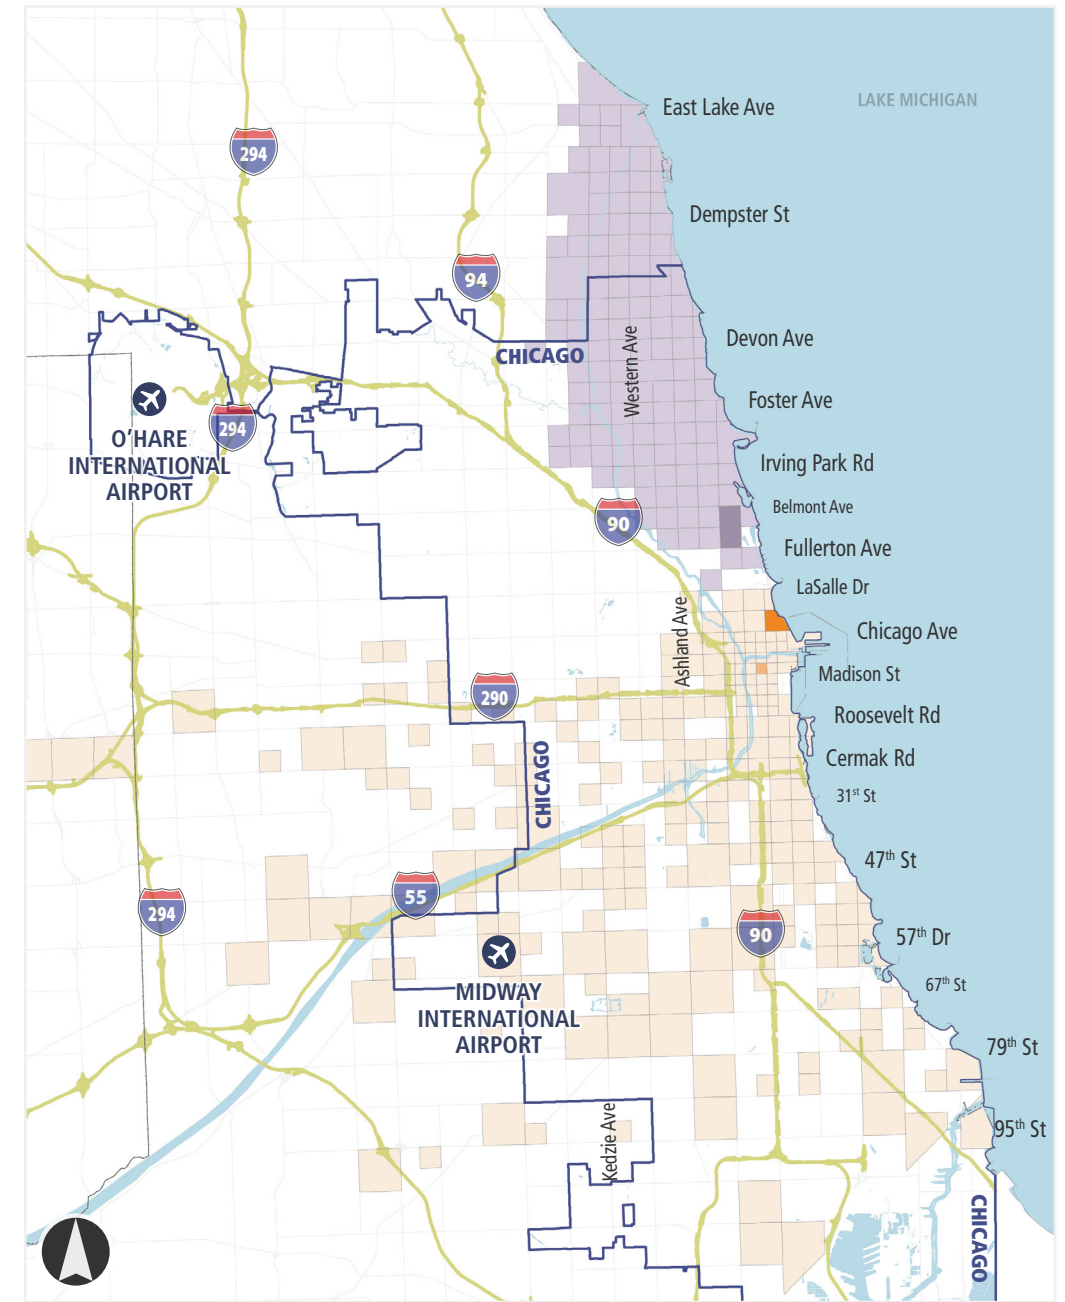 East Lake Ave
LAKE MICHIGAN
294
Dempster St
94
Devon Ave
CHICAGO
Western Ave
Foster Ave
294
O'HARE
INTERNATIONAL
AIRPORT
Irving Park Rd
Belmont Ave
90
Fullerton Ave
LaSalle Dr
Ashland Ave
Chicago Ave
Madison St
290
Roosevelt Rd
Cermak Rd
CHICAGO
31st St
47th St
55
294
90
57th Dr
67th St
MIDWAY
INTERNATIONAL
AIRPORT
79th St
Kedzie Ave
95th St
CHICAGO